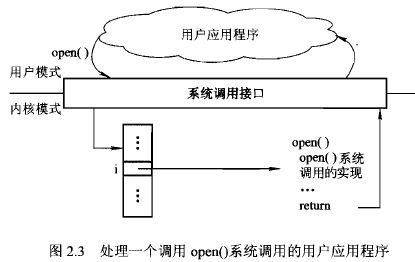 用户应用程序
open()
用户模式
系统调用接口
内核模式
⋮
i
⋮
open()
open()系统
调用的实现
…
return
图 2.3 处理一个调用 open()系统调用的用户应用程序